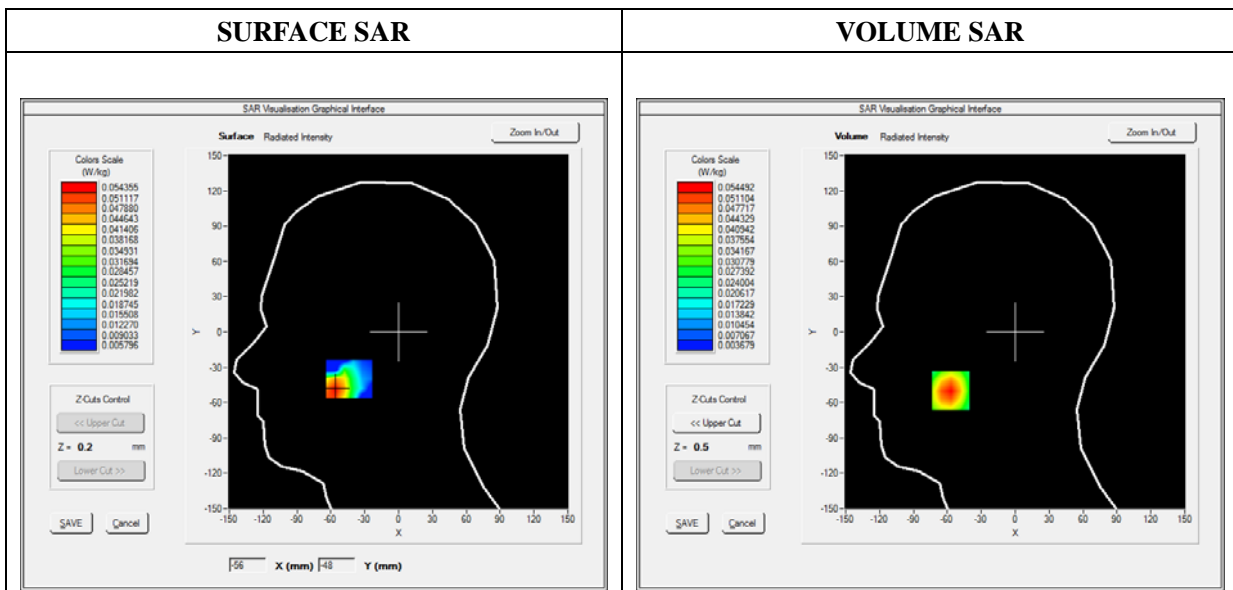 SURFACE SAR
VOLUME SAR
SAR Visualisation Graphical Interface
Surface Radiated Intensity
Zoom In/Out
Colors Scale
(W/kg)
0.054355
0.051117
0.047880
0.044643
0.041406
0.038168
0.034931
0.031694
0.028457
0.025219
0.021982
0.018745
0.015508
0.012270
0.009033
0.005796
Z-Cuts Control
<< Upper Cut
Z = 0.2 mm
Lower Cut >>
SAVE Cancel
150
120
90
60
30
0
-30
-60
-90
-120
-150
Y
-150 -120 -90 -60 -30 0 30 60 90 120 150
X
-56 X (mm) -48 Y (mm)
SAR Visualisation Graphical Interface
Volume Radiated Intensity
Zoom In/Out
Colors Scale
(W/kg)
0.054492
0.051104
0.047717
0.044329
0.040942
0.037554
0.034167
0.030779
0.027392
0.024004
0.020617
0.017229
0.013842
0.010454
0.007067
0.003679
Z-Cuts Control
<< Upper Cut
Z = 0.5 mm
Lower Cut >>
SAVE Cancel
150
120
90
60
30
0
-30
-60
-90
-120
-150
Y
-150 -120 -90 -60 -30 0 30 60 90 120 150
X